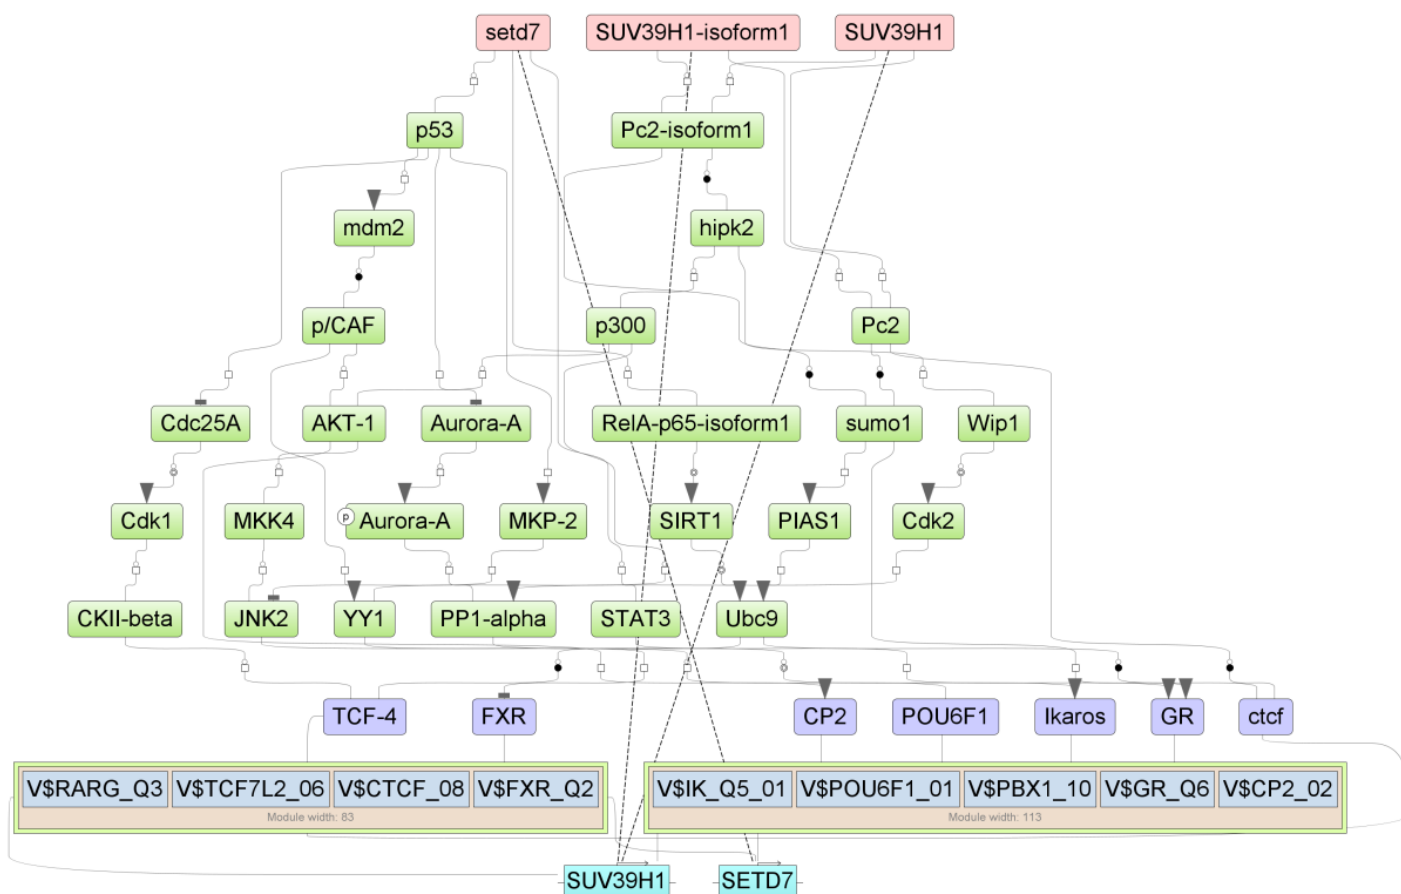 setd7 SUV39H1-isoform1 SUV39H1
p53 Pc2-isoform1
mdm2 hipk2
p/CAF p300 Pc2
Cdc25A AKT-1 Aurora-A RelA-p65-isoform1 sumo1 Wip1
Cdk1 MKK4 p Aurora-A MKP-2 SIRT1 PIAS1 Cdk2
CKII-beta JNK2 YY1 PP1-alpha STAT3 Ubc9
TCF-4 FXR CP2 POU6F1 Ikaros GR ctcf
V$RARG_Q3 V$TCF7L2_06 V$CTCF_08 V$FXR_Q2 V$IK_Q5_01 V$POU6F1_01 V$PBX1_10 V$GR_Q6 V$CP2_02
Module width: 83 Module width: 113
SUV39H1 SETD7